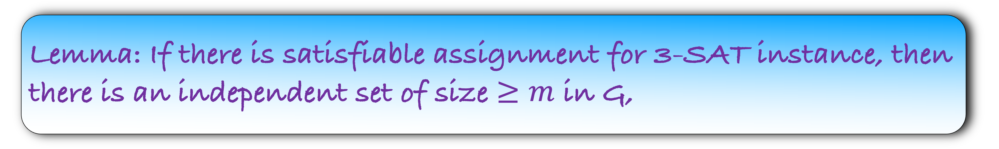 Lemma: If there is satisfiable assignment for 3-SAT instance, then
there is an independent set of size ≥ m in G,